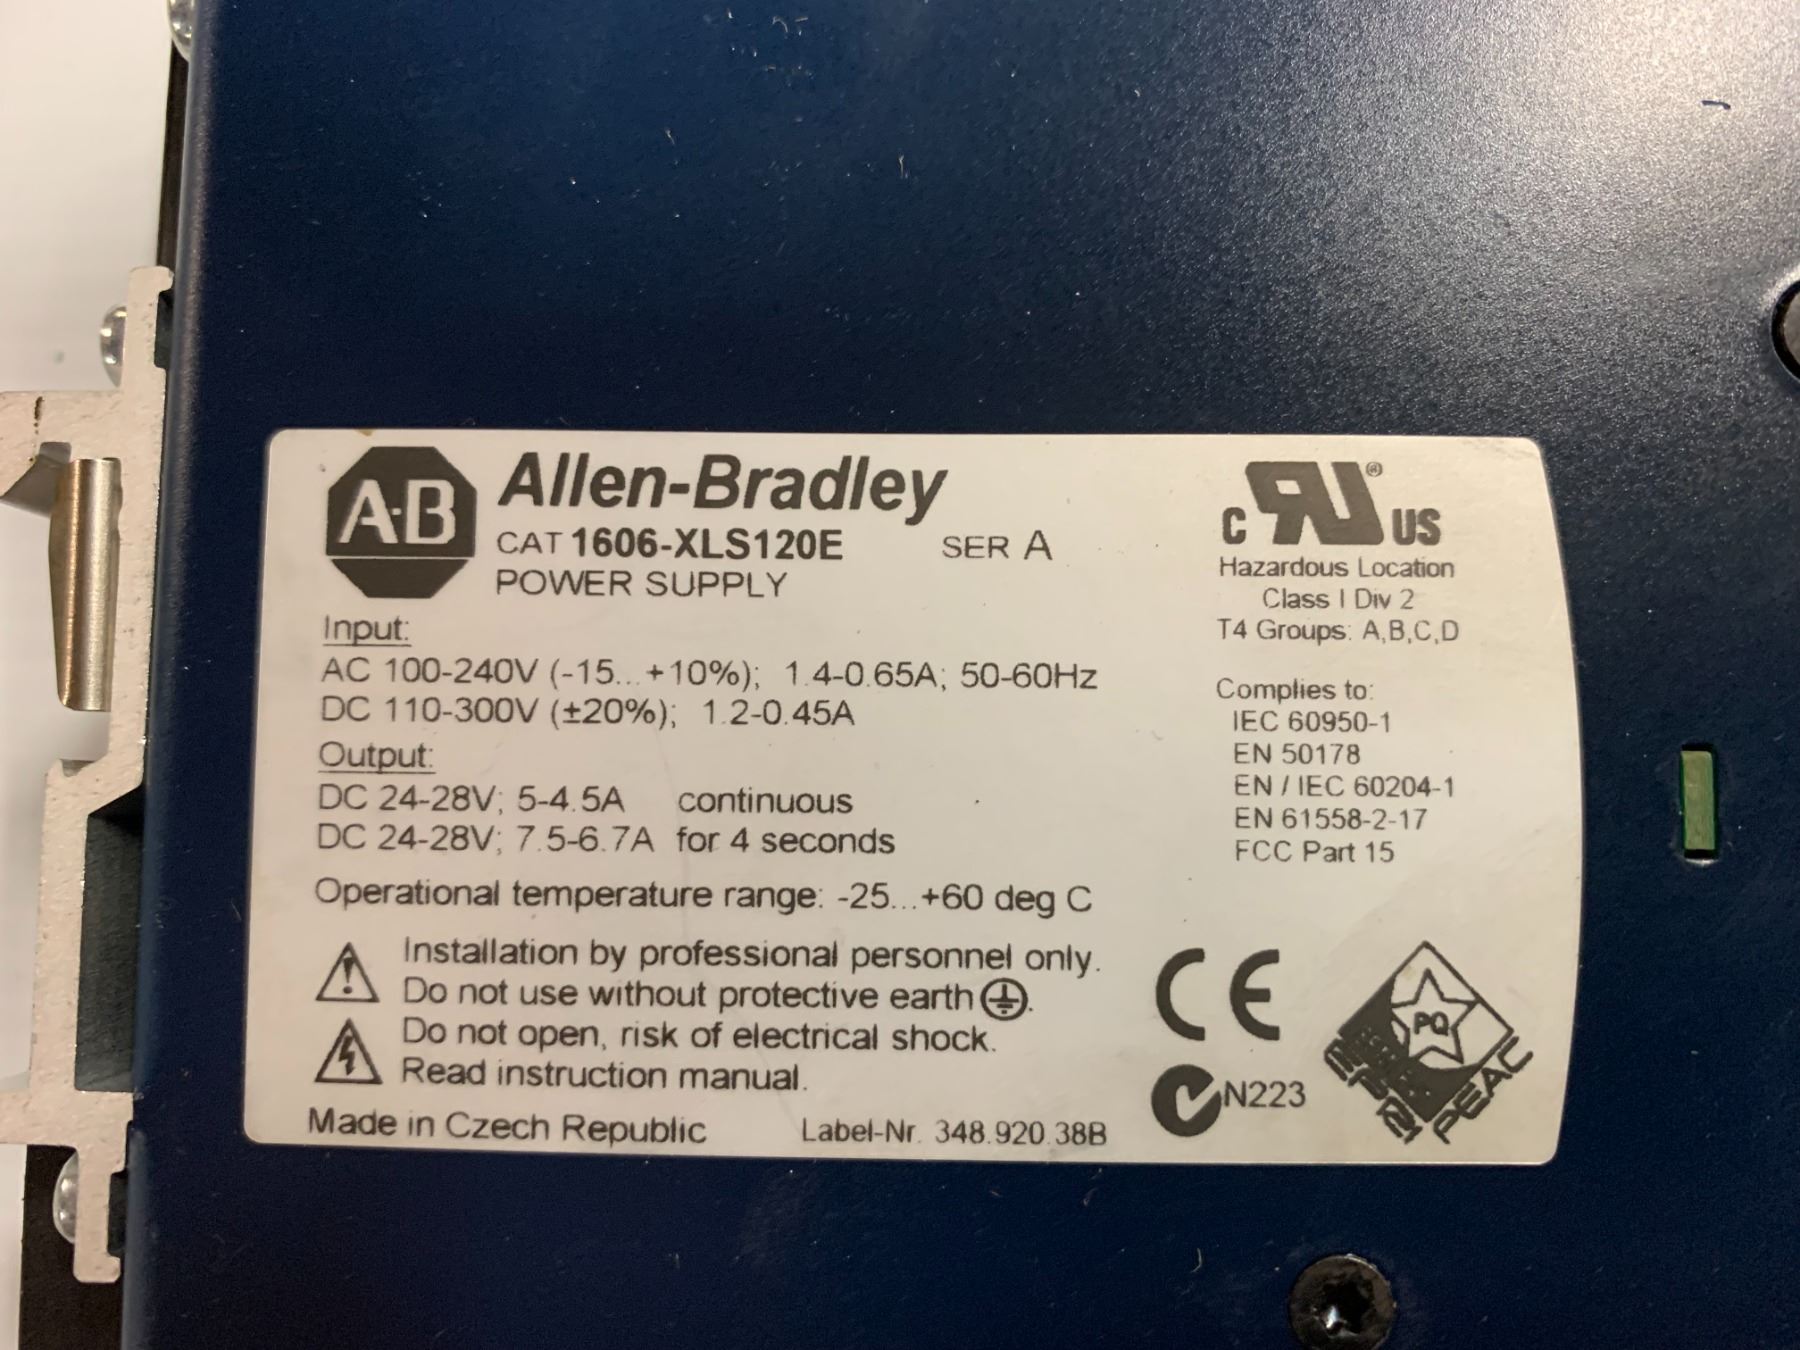 A-B Allen-Bradley
CAT 1606-XLS120E SER A
POWER SUPPLY
Input:
AC 100-240V (-15...+10%); 1.4-0.65A; 50-60Hz
DC 110-300V (±20%); 1.2-0.45A
Output:
DC 24-28V; 5-4.5A continuous
DC 24-28V; 7.5-6.7A for 4 seconds
Operational temperature range: -25...+60 deg C
Installation by professional personnel only.
Do not use without protective earth .
Do not open, risk of electrical shock.
Read instruction manual.
Made in Czech Republic Label-Nr. 348.920.38B
C RU ® US
Hazardous Location
Class I Div 2
T4 Groups: A,B,C,D
Complies to:
IEC 60950-1
EN 50178
EN / IEC 60204-1
EN 61558-2-17
FCC Part 15
CE
N223
PQ
PEAC